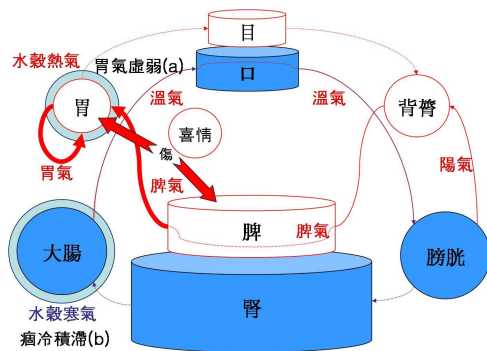 目
水穀熱氣
胃氣虛弱(a)
口
胃
溫氣
溫氣
背膂
喜情
傷
胃氣
脾氣
陽氣
脾
脾氣
大腸
膀胱
腎
水穀寒氣
痼冷積滯(b)